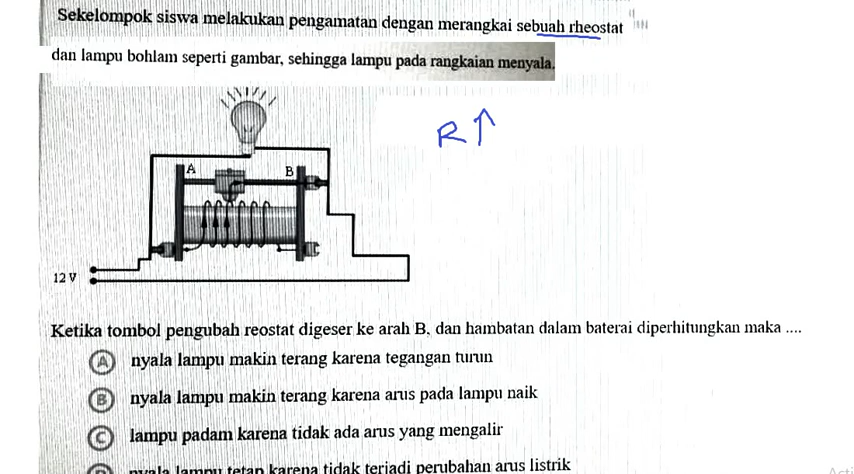 Sekelompok siswa melakukan pengamatan dengan merangkai sebuah rheostat
dan lampu bohlam seperti gambar, sehingga lampu pada rangkaian menyala.
R↑
A
B
C
12 V
Ketika tombol pengubah reostat digeser ke arah B, dan hambatan dalam baterai diperhitungkan maka ....
A nyala lampu makin terang karena tegangan turun
B nyala lampu makin terang karena arus pada lampu naik
C lampu padam karena tidak ada arus yang mengalir
nyala lampu tetap karena tidak terjadi perubahan arus listrik